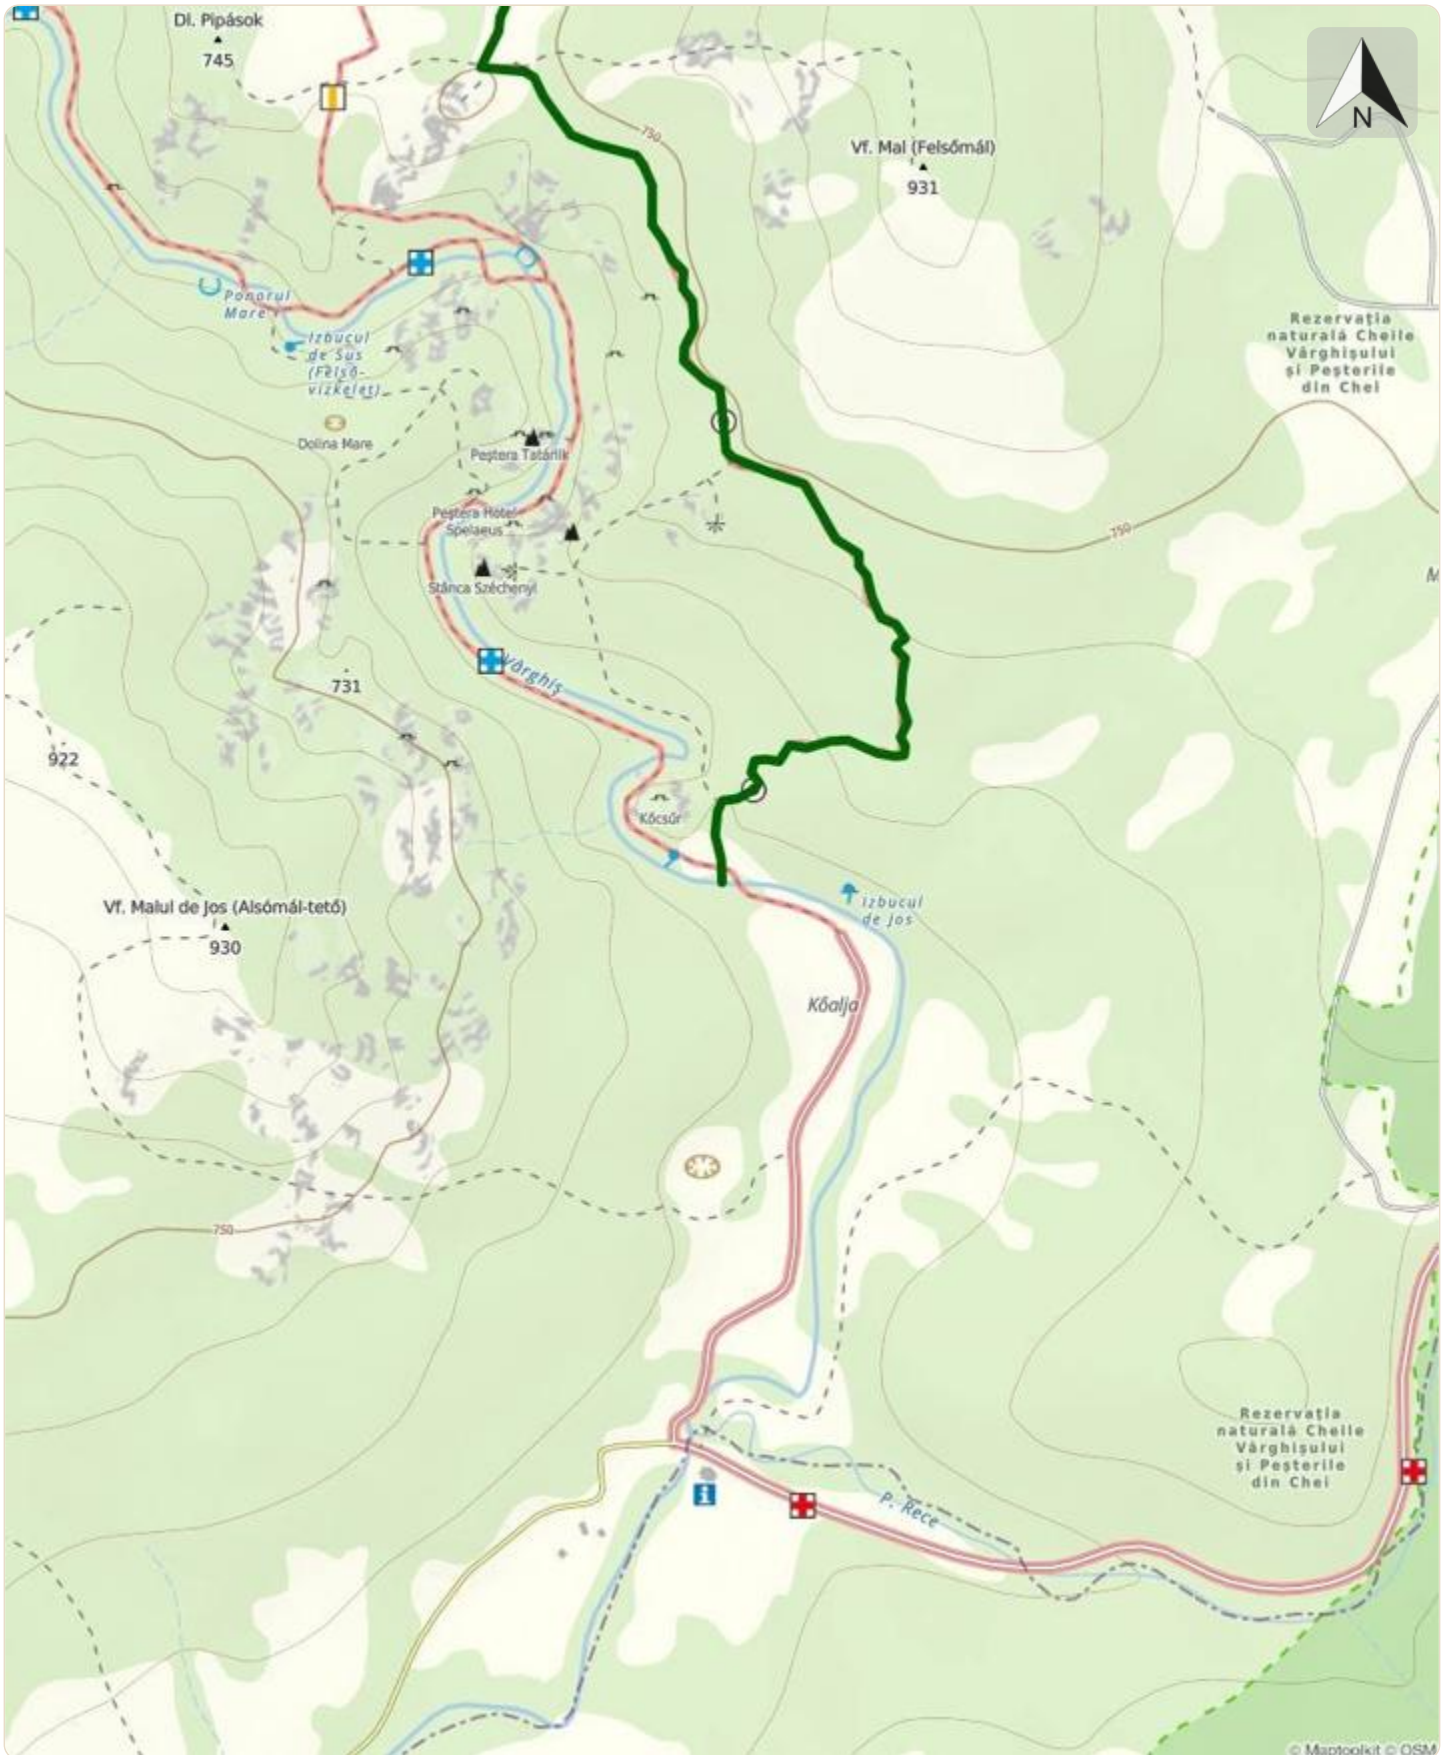 Dl. Pipások
745
N
750
Vf. Mal (Felsőmál)
931
Ponorul
Mare
Izbucul
de Sus
(Felső-
vizkelet)
Rezervația
naturală Cheile
Vârghișului
și Peșterile
din Chei
Dolina Mare
Peștera Tatárlik
Peștera Hotel
Spelaeus
750
Stânca Széchenyi
M
Vârghiș
731
922
Kőcsűr
Izbucul
de Jos
Vf. Malul de Jos (Alsómál-tető)
930
Kőalja
750
Rezervația
naturală Cheile
Vârghișului
și Peșterile
din Chei
i
P. Rece
© Maptoolkit © OSM